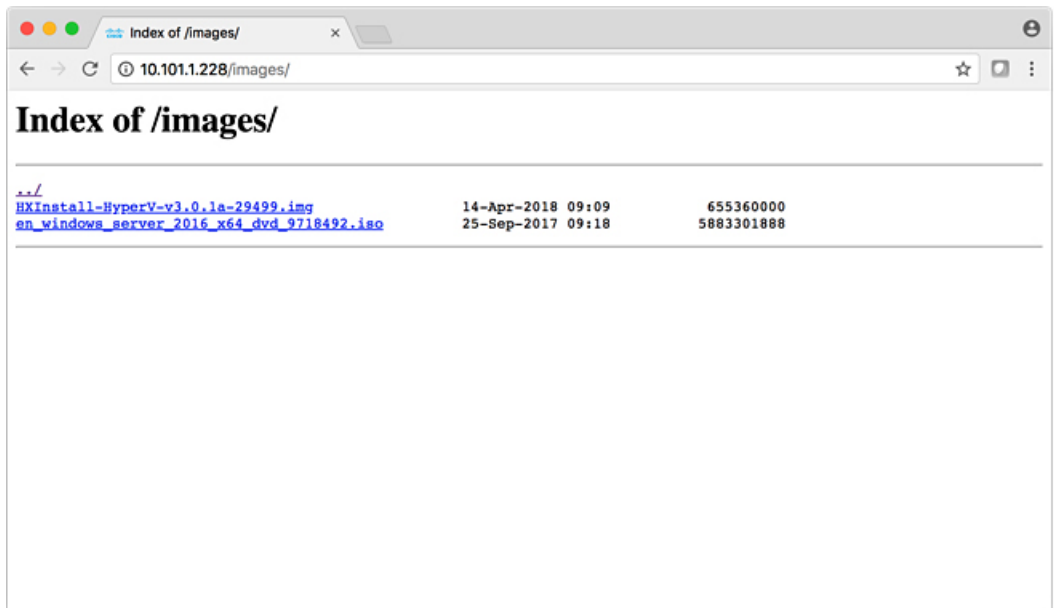 Index of /images/
10.101.1.228/images/
Index of /images/
../
HXInstall-HyperV-v3.0.1a-29499.img 14-Apr-2018 09:09 655360000
en_windows_server_2016_x64_dvd_9718492.iso 25-Sep-2017 09:18 5883301888